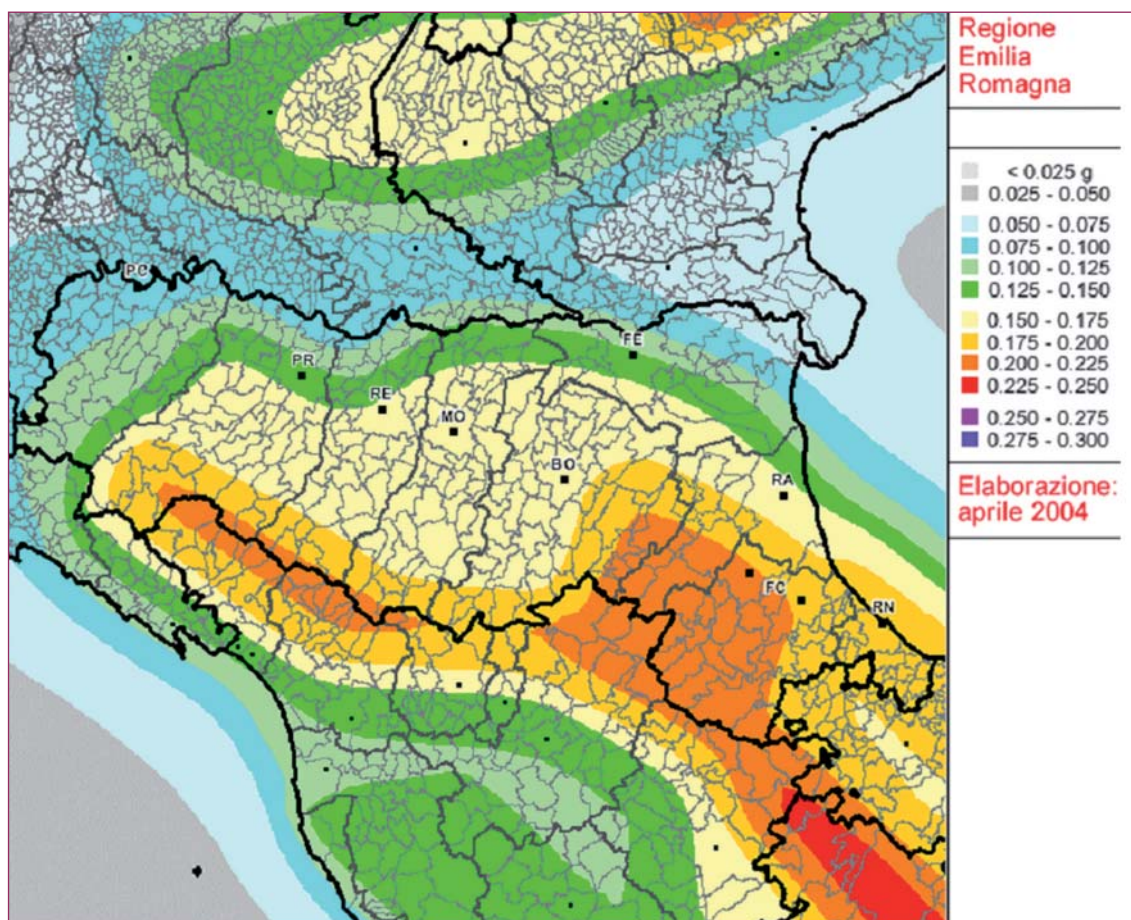 Regione
Emilia
Romagna
< 0.025 g
0.025 - 0.050
0.050 - 0.075
0.075 - 0.100
0.100 - 0.125
0.125 - 0.150
0.150 - 0.175
0.175 - 0.200
0.200 - 0.225
0.225 - 0.250
0.250 - 0.275
0.275 - 0.300
Elaborazione:
aprile 2004
PC
PR
RE
MO
BO
FE
RA
FC
RN